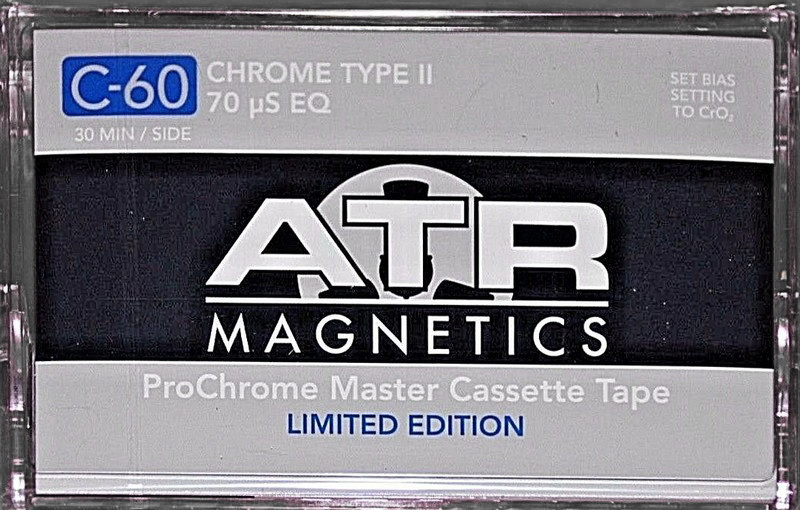 C-60
CHROME TYPE II
70 µS EQ
30 MIN / SIDE
SET BIAS
SETTING
TO CrO₂
ATR
MAGNETICS
ProChrome Master Cassette Tape
LIMITED EDITION